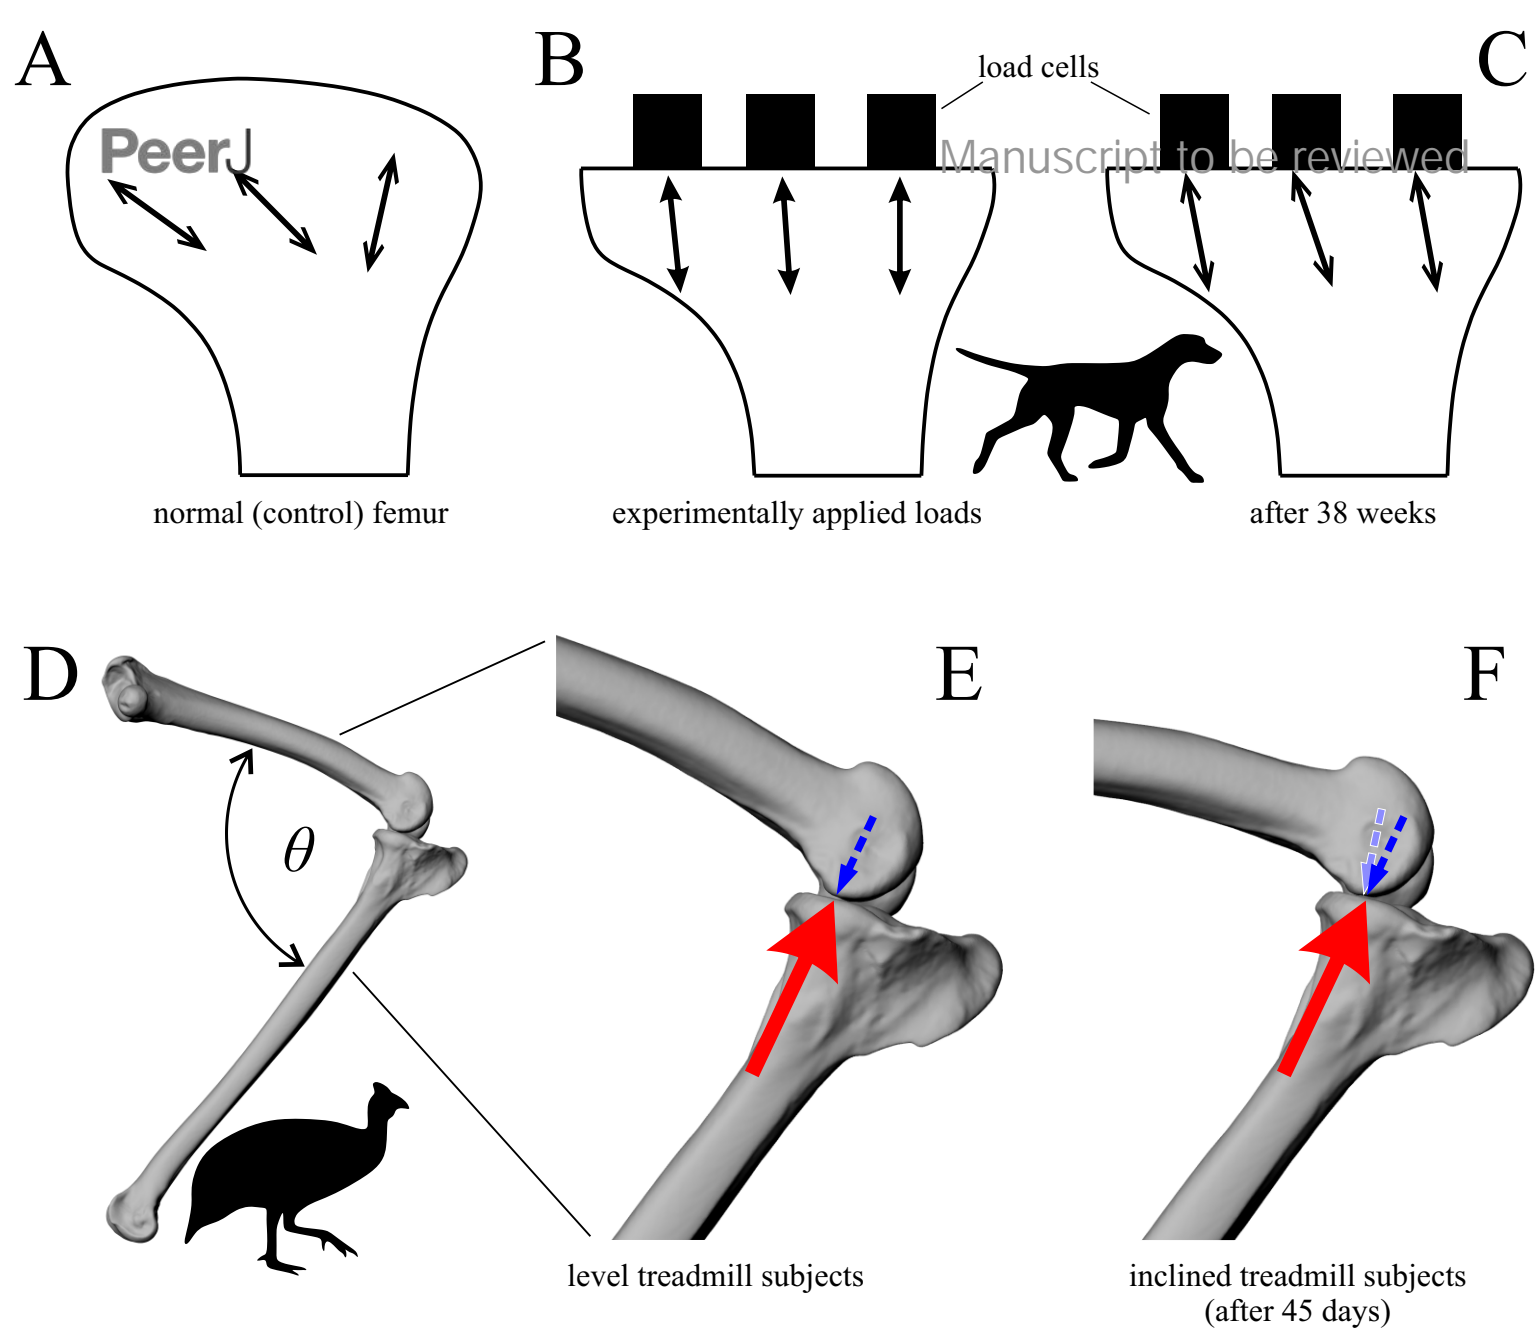 A
B
load cells
C
PeerJ
Manuscript to be reviewed
normal (control) femur
experimentally applied loads
after 38 weeks
D
E
F
θ
level treadmill subjects
inclined treadmill subjects
(after 45 days)